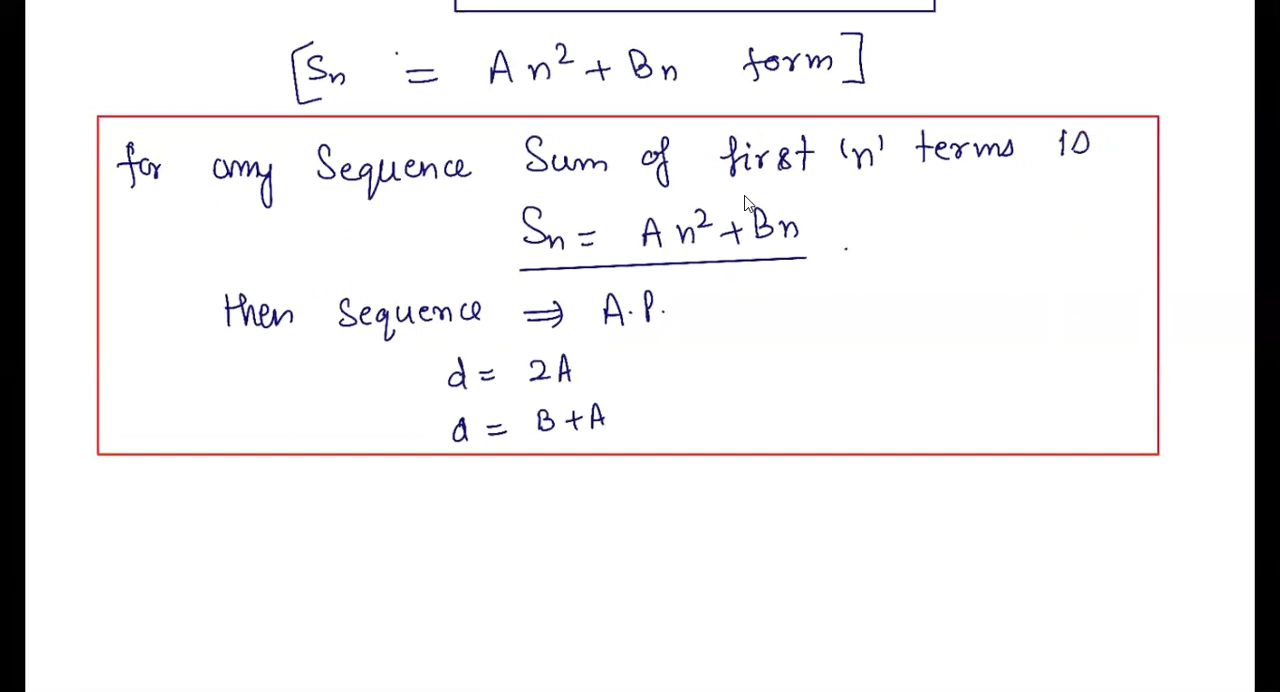 [Sn = An² + Bn form]
for any Sequence Sum of first 'n' terms is
Sn = An² + Bn
then sequence ⇒ A.P.
d = 2A
a = B + A